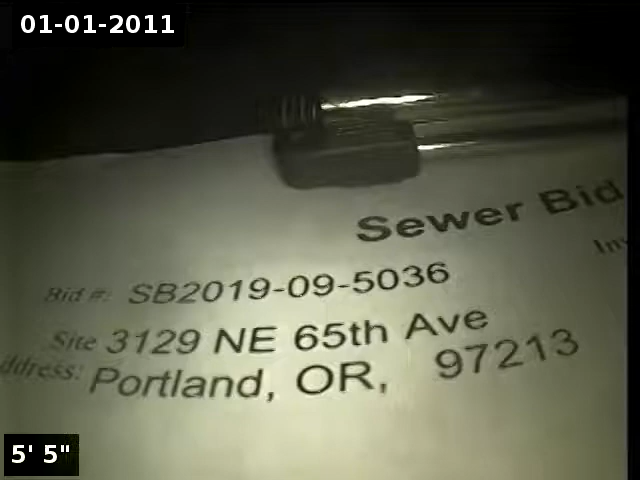 01-01-2011
Sewer Bid
Bid #: SB2019-09-5036
Site 3129 NE 65th Ave
ddress: Portland, OR, 97213
5' 5"